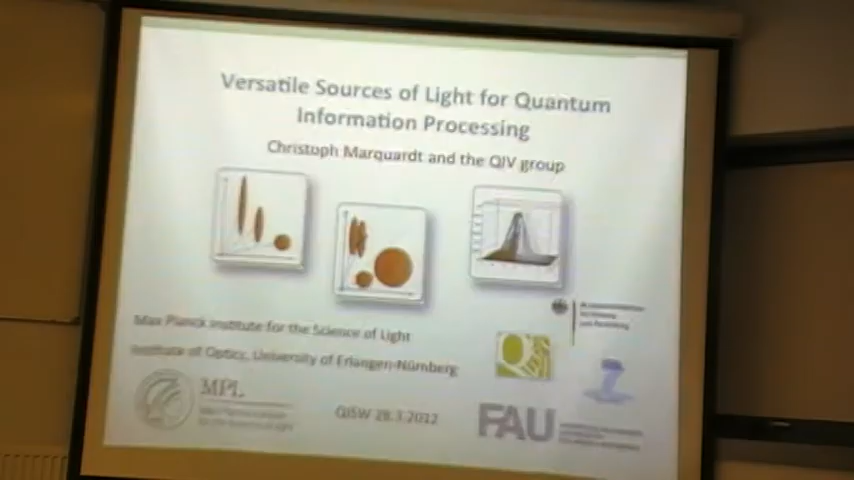 Versatile Sources of Light for Quantum
Information Processing
Christoph Marquardt and the QIV group
Max Planck Institute for the Science of Light
Institute of Optics, University of Erlangen-Nürnberg
MPL
QISW 28.3.2012
FAU